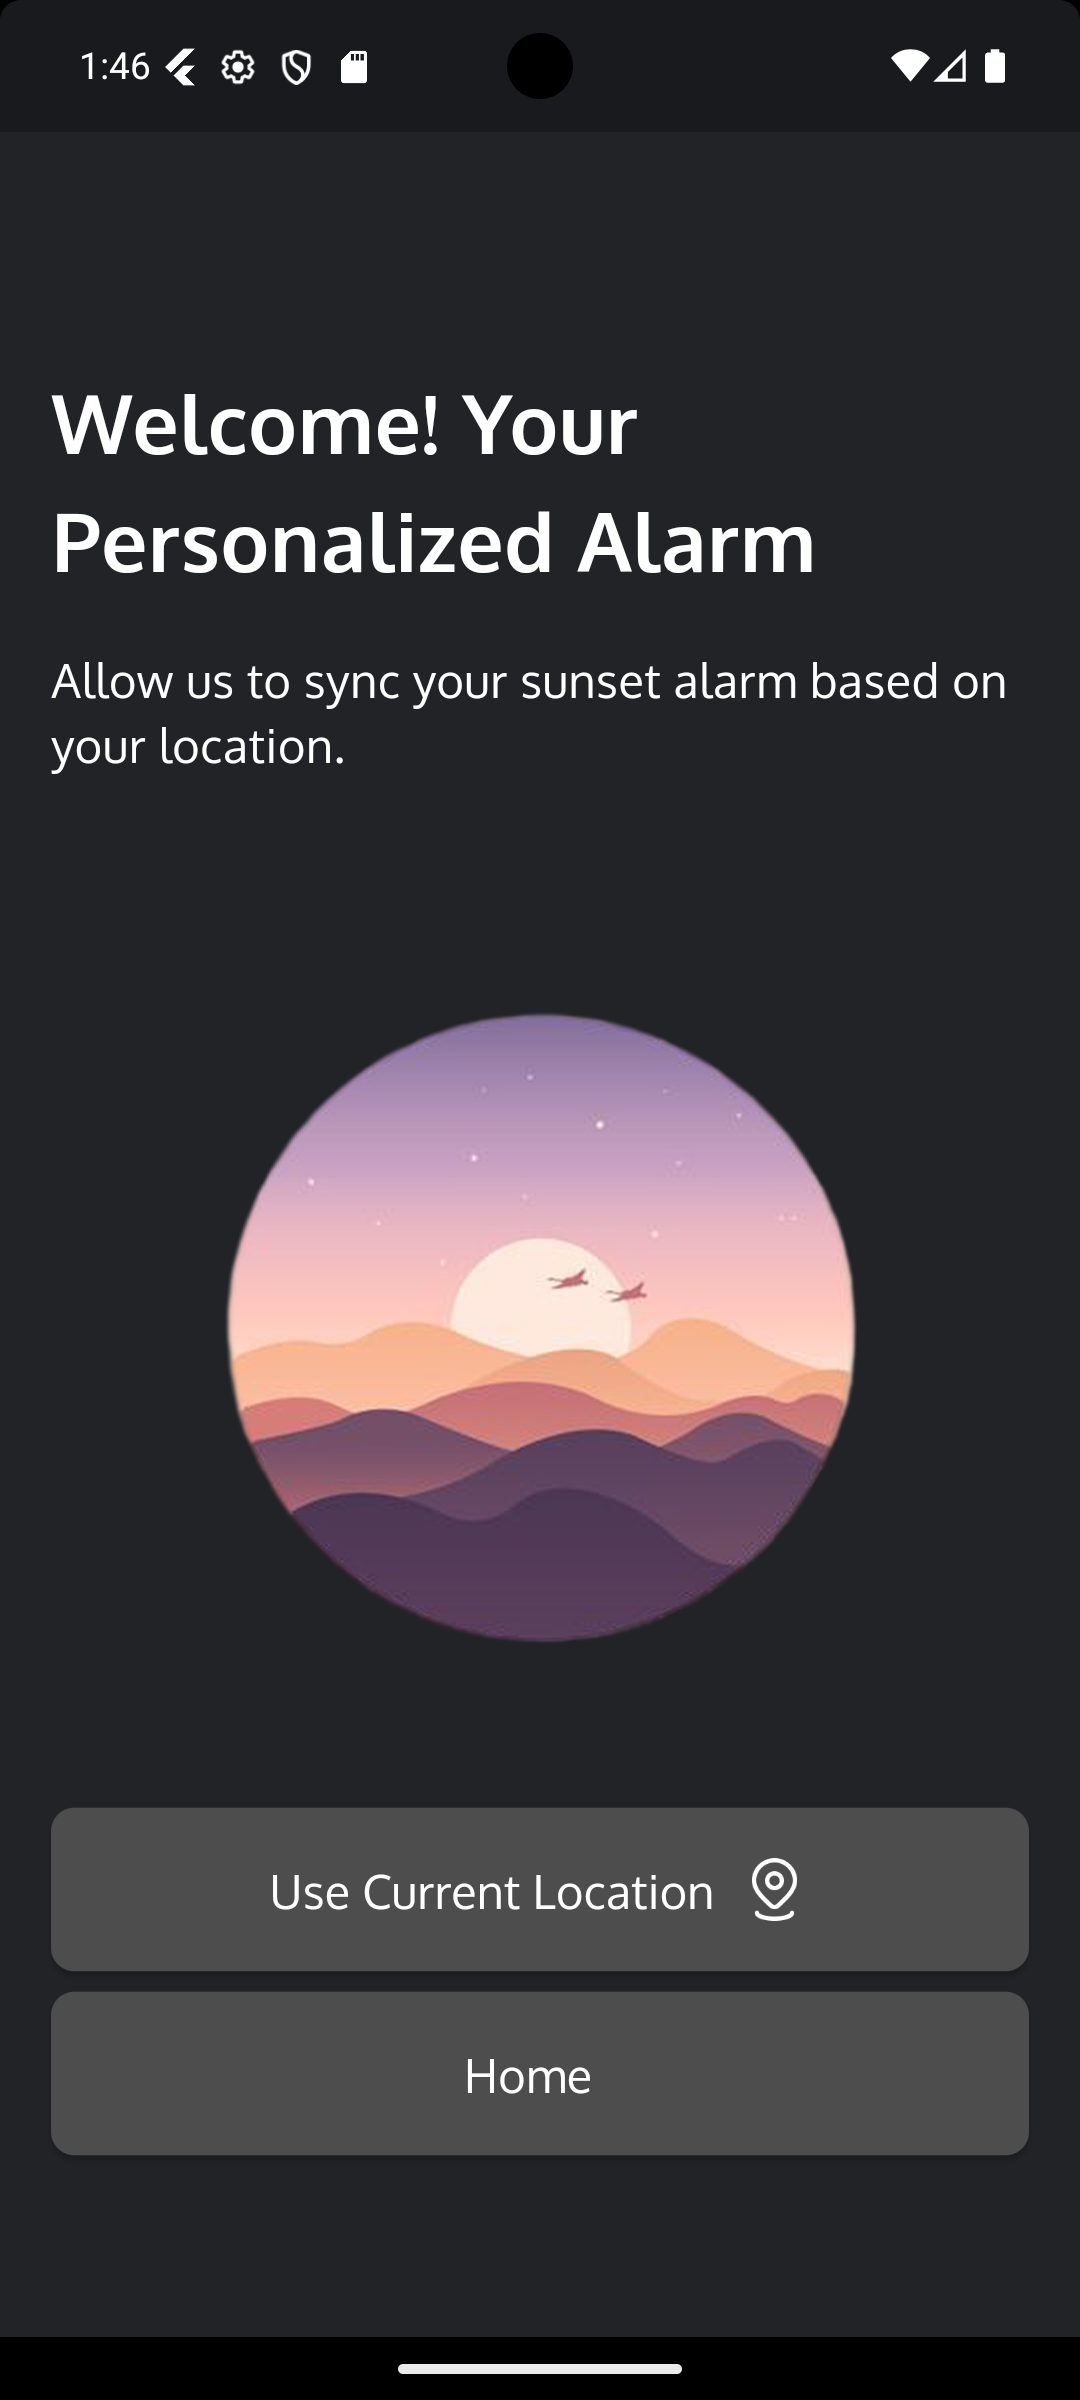 1:46
Welcome! Your
Personalized Alarm
Allow us to sync your sunset alarm based on
your location.
Use Current Location
Home